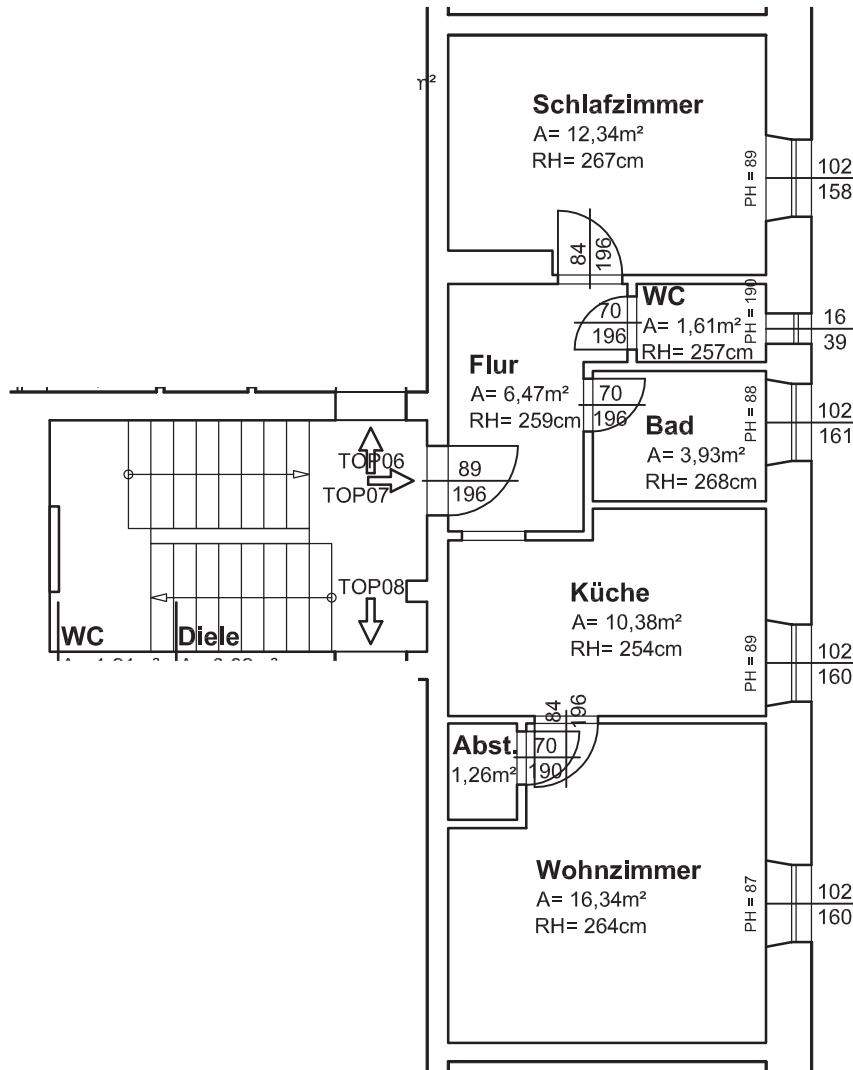 m²
Schlafzimmer
A= 12,34m²
RH= 267cm
PH = 89
102
158
84
196
WC
A= 1,61m²
RH= 257cm
PH = 190
16
39
70
196
Flur
A= 6,47m²
RH= 259cm
70
196
Bad
A= 3,93m²
RH= 268cm
PH = 88
102
161
TOP06
TOP07
89
196
TOP08
WC
Diele
Küche
A= 10,38m²
RH= 254cm
PH = 89
102
160
84
196
Abst.
1,26m²
70
190
Wohnzimmer
A= 16,34m²
RH= 264cm
PH = 87
102
160